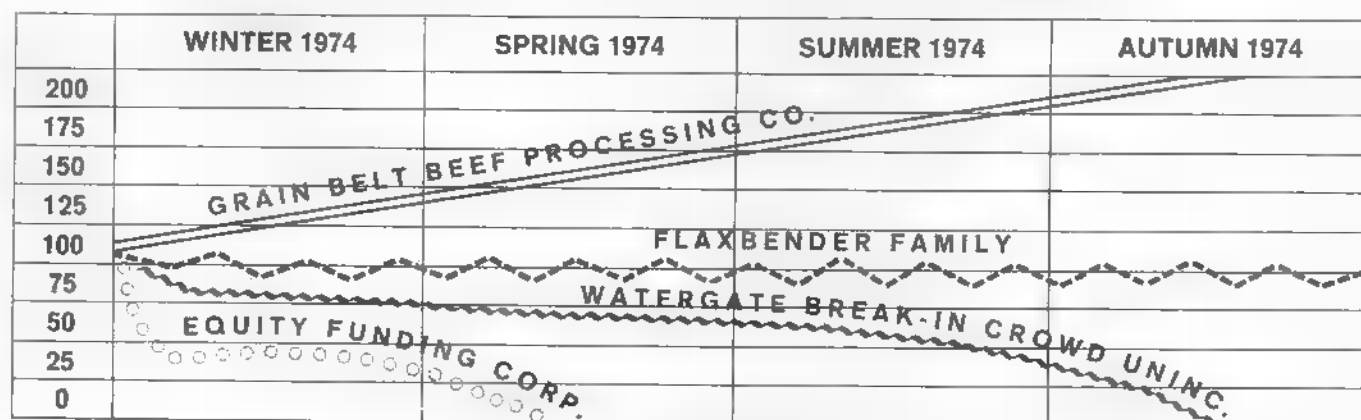 WINTER 1974 SPRING 1974 SUMMER 1974 AUTUMN 1974
200
175
150
125
100
75
50
25
0
GRAIN BELT BEEF PROCESSING CO.
FLAXBENDER FAMILY
WATERGATE BREAK-IN CROWD UNINC.
EQUITY FUNDING CORP.